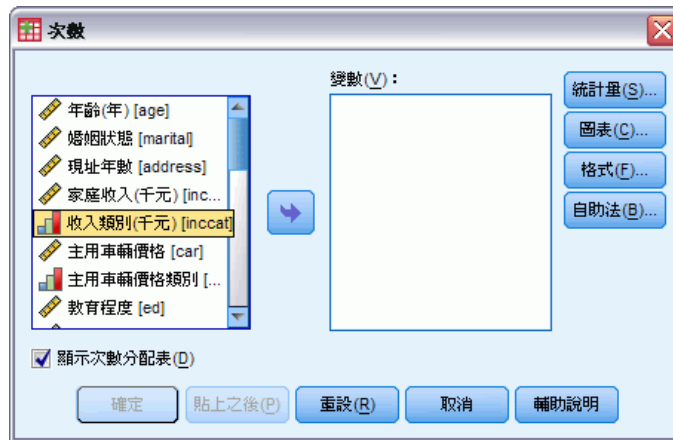 次數
變數(V)：
年齡(年) [age]
婚姻狀態 [marital]
現址年數 [address]
家庭收入(千元) [inc...
收入類別(千元) [inccat]
主用車輛價格 [car]
主用車輛價格類別 [...
教育程度 [ed]
統計量(S)...
圖表(C)...
格式(F)...
自助法(B)...
顯示次數分配表(D)
確定
貼上之後(P)
重設(R)
取消
輔助說明